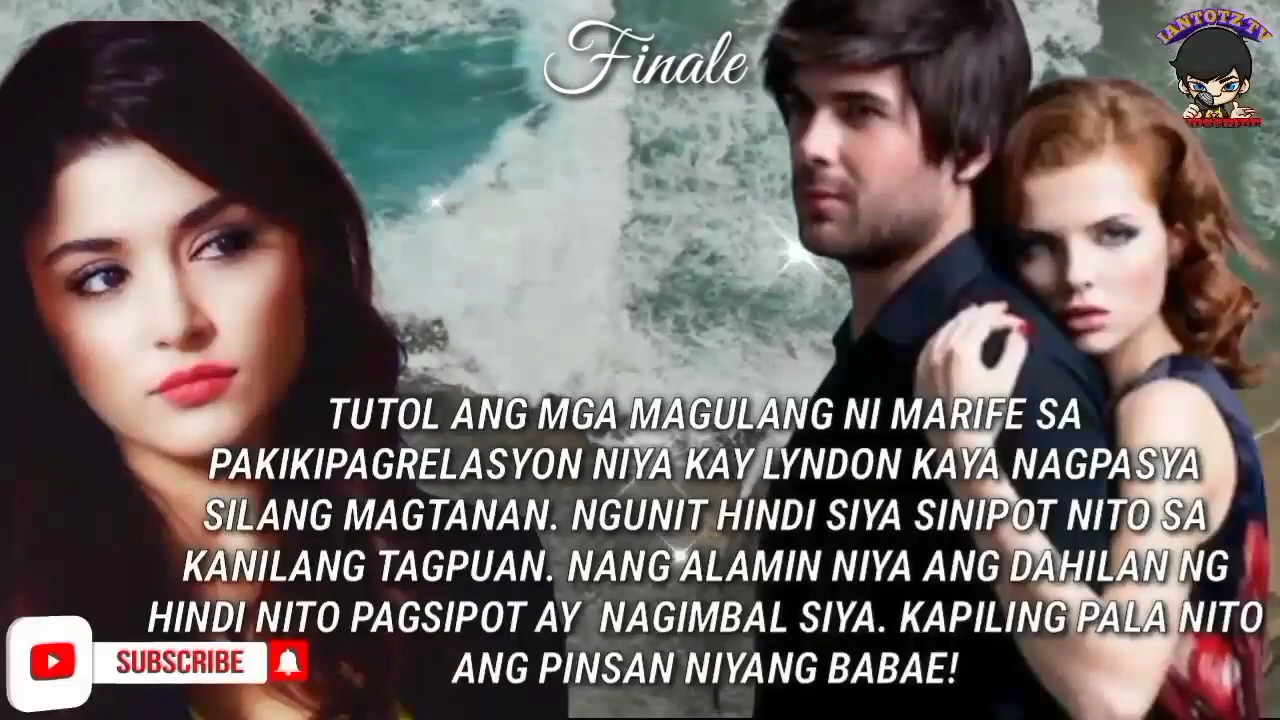 Finale
IANTOTZ TV
TUTOL ANG MGA MAGULANG NI MARIFE SA
PAKIKIPAGRELASYON NIYA KAY LYNDON KAYA NAGPASYA
SILANG MAGTANAN. NGUNIT HINDI SIYA SINIPOT NITO SA
KANILANG TAGPUAN. NANG ALAMIN NIYA ANG DAHILAN NG
HINDI NITO PAGSIPOT AY NAGIMBAL SIYA. KAPILING PALA NITO
ANG PINSAN NIYANG BABAE!
SUBSCRIBE